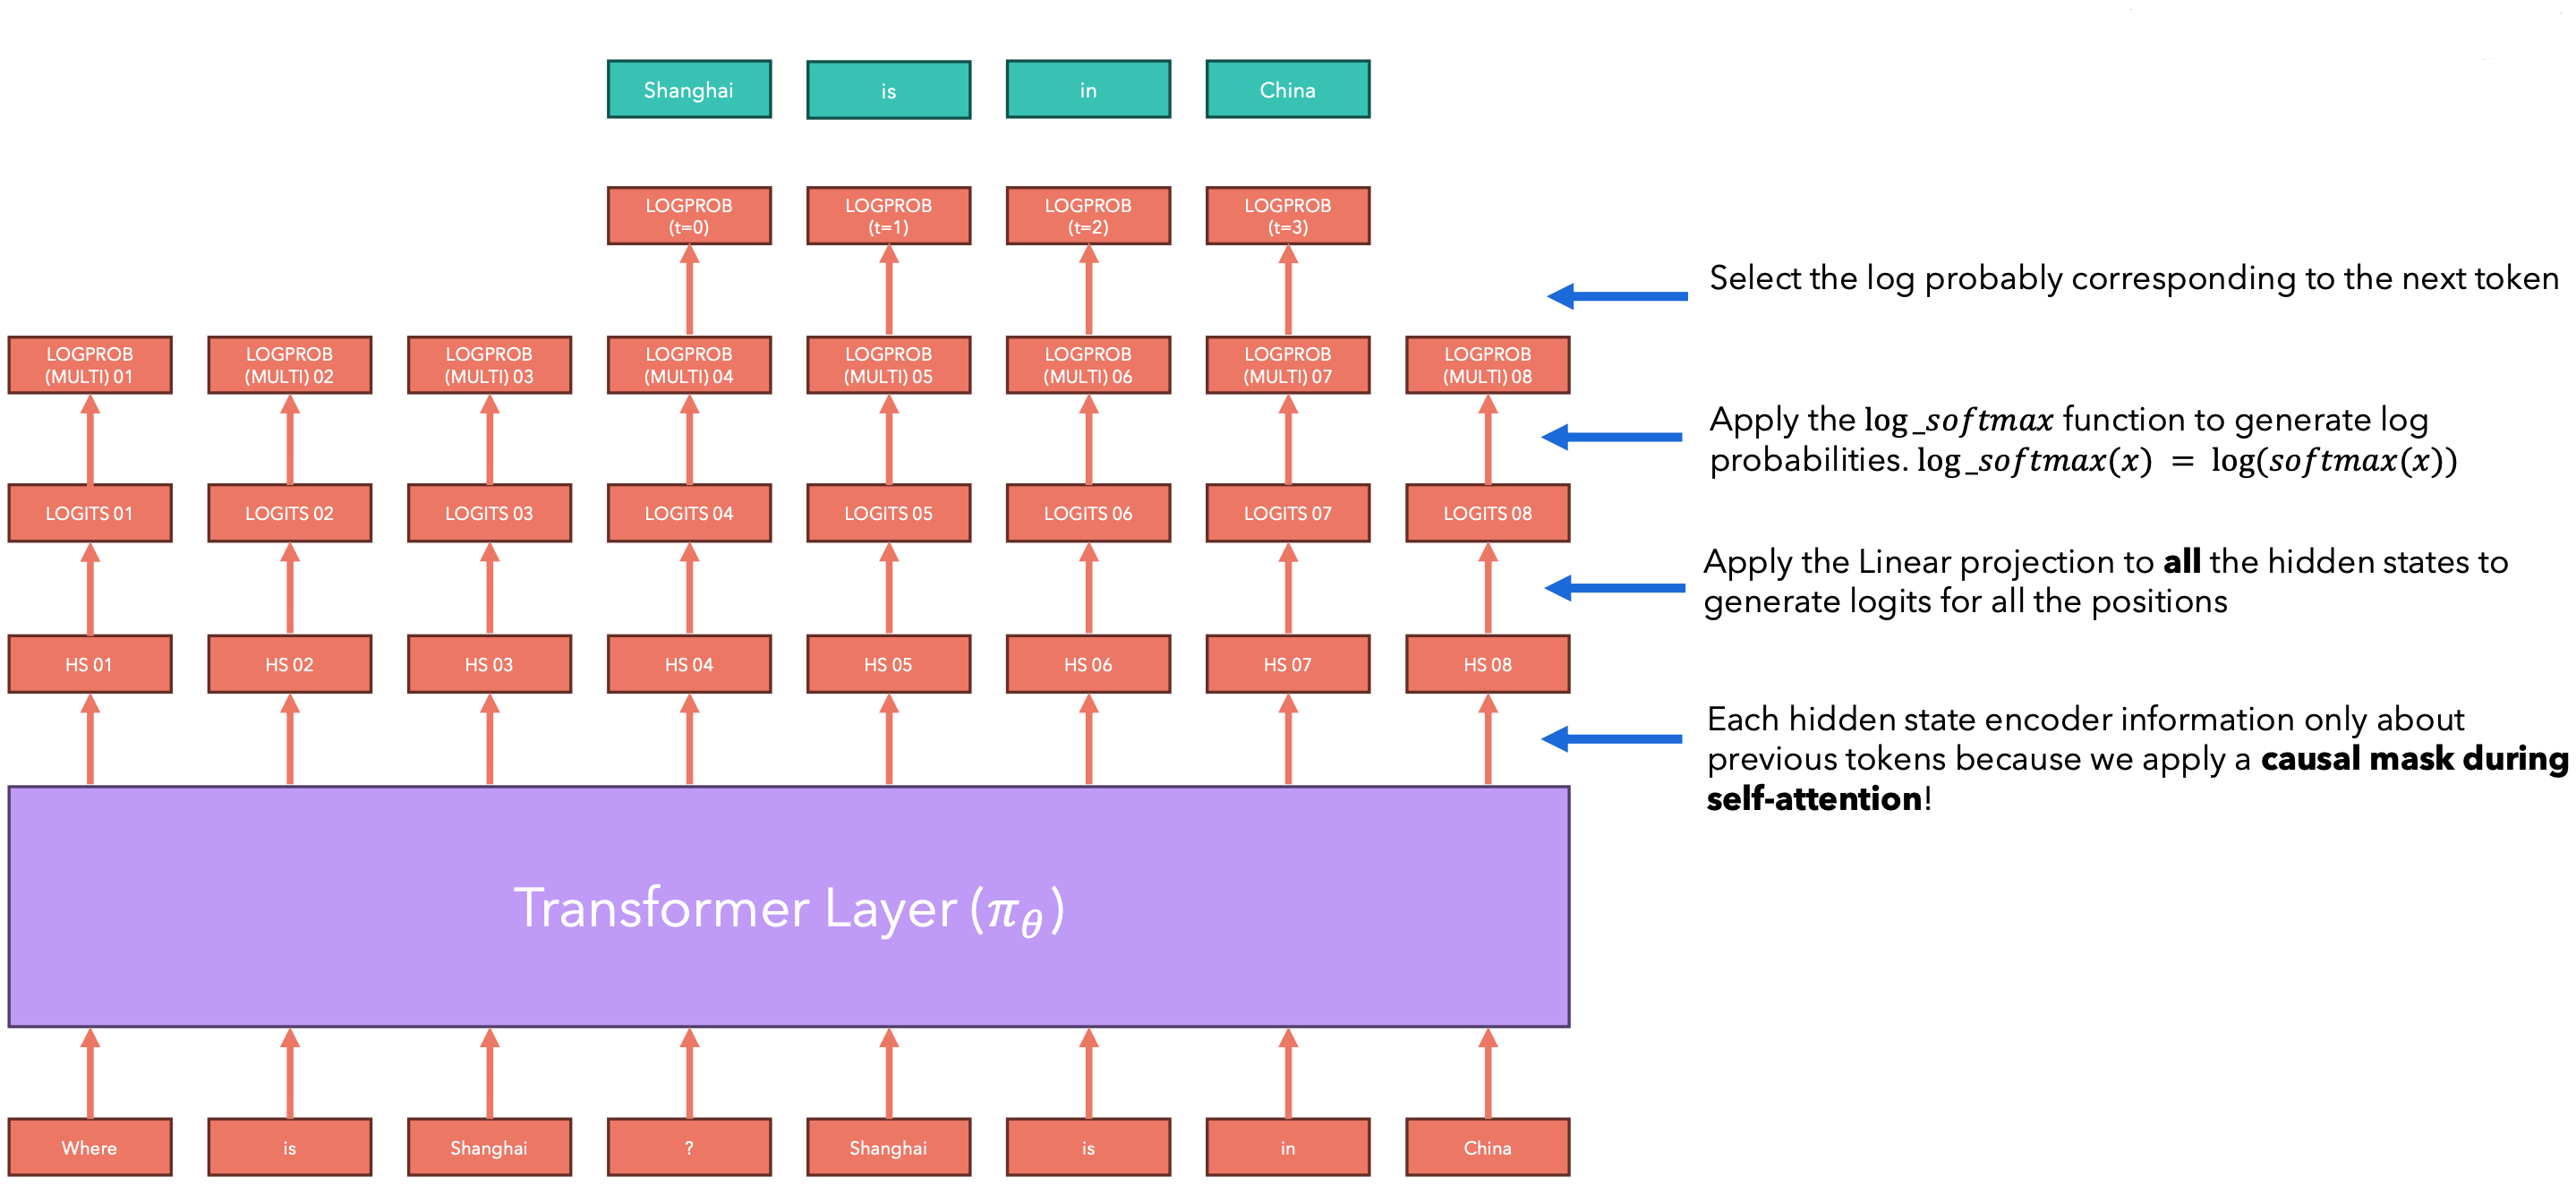 Shanghai is in China
LOGPROB (t=0) LOGPROB (t=1) LOGPROB (t=2) LOGPROB (t=3)
Select the log probably corresponding to the next token
LOGPROB (MULTI) 01 LOGPROB (MULTI) 02 LOGPROB (MULTI) 03 LOGPROB (MULTI) 04 LOGPROB (MULTI) 05 LOGPROB (MULTI) 06 LOGPROB (MULTI) 07 LOGPROB (MULTI) 08
Apply the log_softmax function to generate log
probabilities. log_softmax(x) = log(softmax(x))
LOGITS 01 LOGITS 02 LOGITS 03 LOGITS 04 LOGITS 05 LOGITS 06 LOGITS 07 LOGITS 08
Apply the Linear projection to all the hidden states to
generate logits for all the positions
HS 01 HS 02 HS 03 HS 04 HS 05 HS 06 HS 07 HS 08
Each hidden state encoder information only about
previous tokens because we apply a causal mask during
self-attention!
Transformer Layer (πθ)
Where is Shanghai ? Shanghai is in China